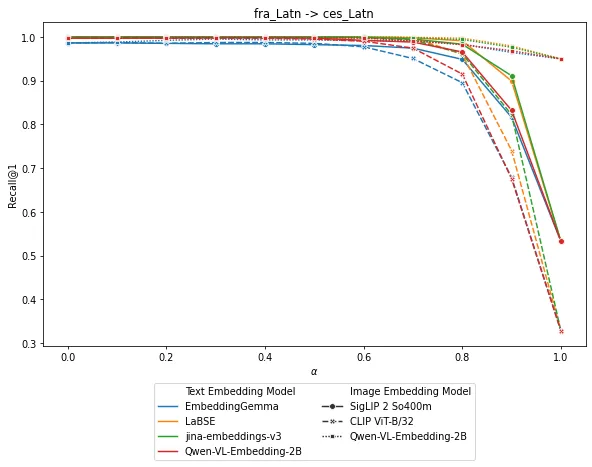 fra_Latn -> ces_Latn
Recall@1
1.0
0.9
0.8
0.7
0.6
0.5
0.4
0.3
0.0 0.2 0.4 0.6 0.8 1.0
α
Text Embedding Model
EmbeddingGemma
LaBSE
jina-embeddings-v3
Qwen-VL-Embedding-2B
Image Embedding Model
SigLIP 2 So400m
CLIP ViT-B/32
Qwen-VL-Embedding-2B